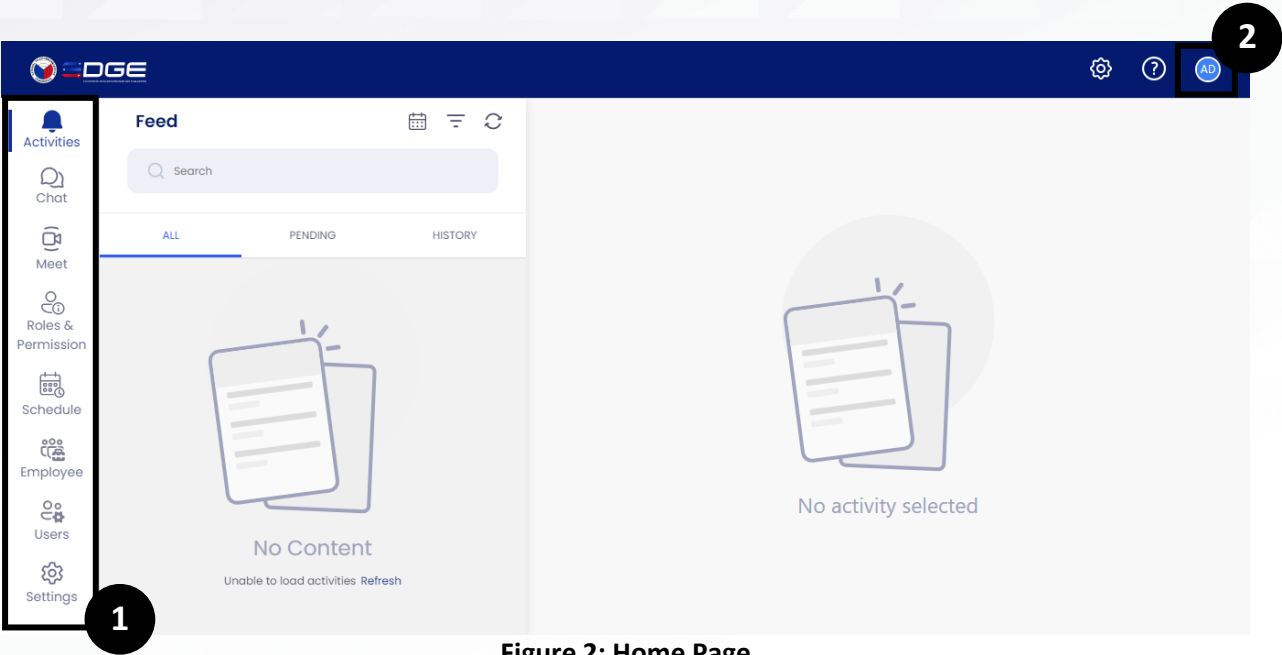 2
EDGE
AD
Activities
Chat
Meet
Roles &
Permission
Schedule
Employee
Users
Settings
1
Feed
Search
ALL PENDING HISTORY
No Content
Unable to load activities Refresh
No activity selected
Figure 2: Home Page